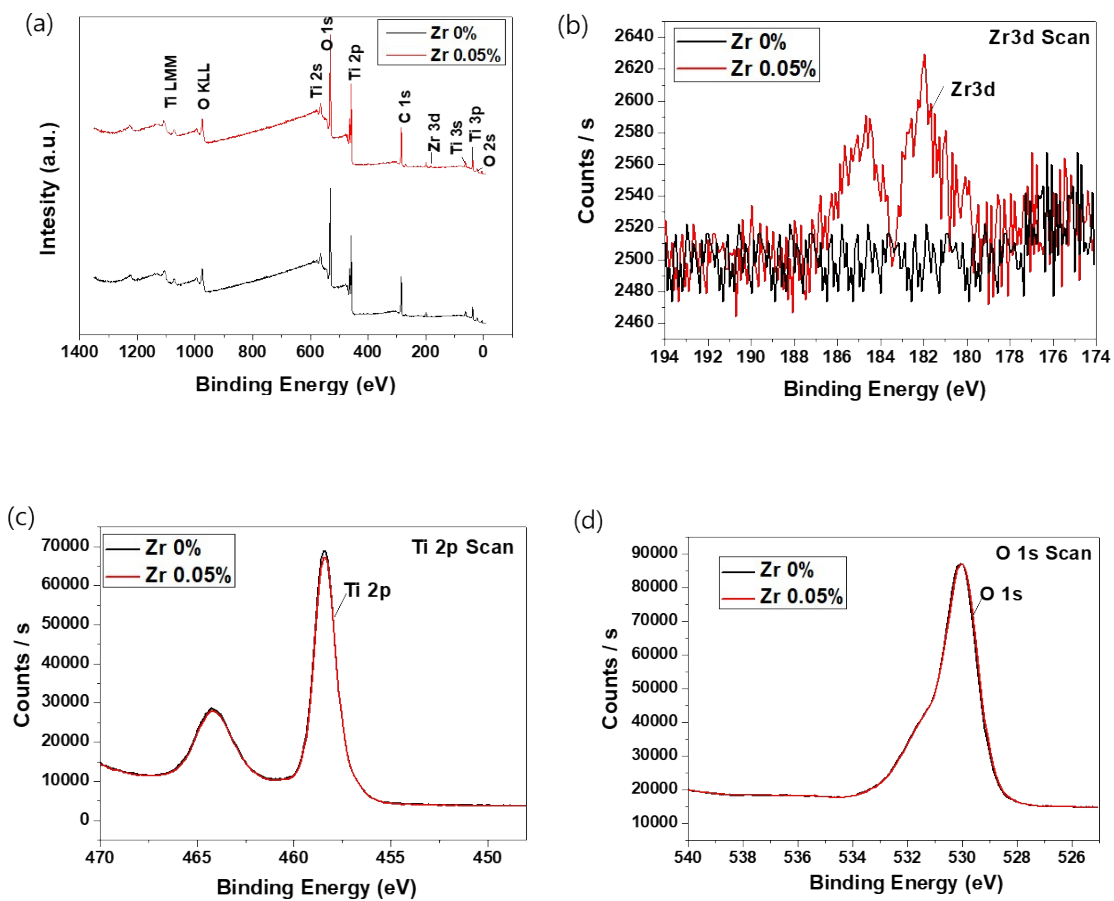 (a)
Zr 0%
Zr 0.05%
Ti LMM
O KLL
Ti 2s
O 1s
Ti 2p
C 1s
Zr 3d
Ti 3s
Ti 3p
O 2s
Intesity (a.u.)
1400 1200 1000 800 600 400 200 0
Binding Energy (eV)
(b)
Zr 0%
Zr 0.05%
Zr3d Scan
Zr3d
Counts / s
2640
2620
2600
2580
2560
2540
2520
2500
2480
2460
194 192 190 188 186 184 182 180 178 176 174
Binding Energy (eV)
(c)
Zr 0%
Zr 0.05%
Ti 2p Scan
Ti 2p
Counts / s
70000
60000
50000
40000
30000
20000
10000
0
470 465 460 455 450
Binding Energy (eV)
(d)
Zr 0%
Zr 0.05%
O 1s Scan
O 1s
Counts / s
90000
80000
70000
60000
50000
40000
30000
20000
10000
540 538 536 534 532 530 528 526
Binding Energy (eV)